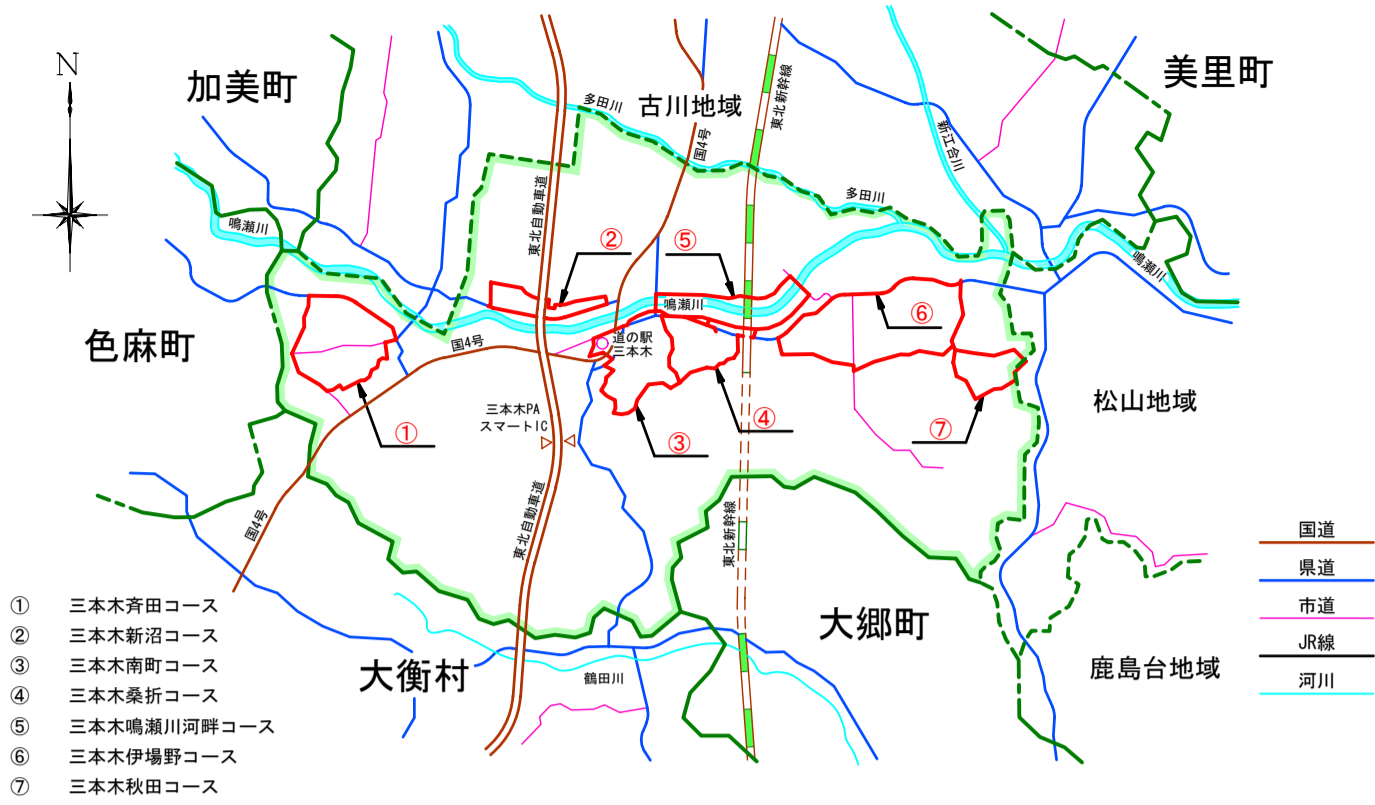 N
加美町
古川地域
美里町
多田川
国4号
東北新幹線
新江合川
東北自動車道
多田川
鳴瀬川
②
⑤
鳴瀬川
鳴瀬川
⑥
色麻町
国4号
道の駅
三本木
松山地域
三本木PA
スマートIC
①
③
④
⑦
国4号
東北自動車道
東北新幹線
大郷町
大衡村
鶴田川
鹿島台地域
国道
県道
市道
JR線
河川
① 三本木斉田コース
② 三本木新沼コース
③ 三本木南町コース
④ 三本木桑折コース
⑤ 三本木鳴瀬川河畔コース
⑥ 三本木伊場野コース
⑦ 三本木秋田コース